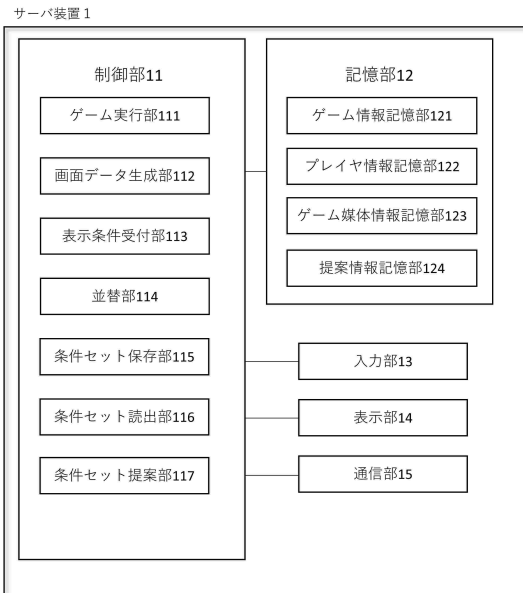 サーバ装置1
制御部11
ゲーム実行部111
画面データ生成部112
表示条件受付部113
並替部114
条件セット保存部115
条件セット読出部116
条件セット提案部117
記憶部12
ゲーム情報記憶部121
プレイヤ情報記憶部122
ゲーム媒体情報記憶部123
提案情報記憶部124
入力部13
表示部14
通信部15